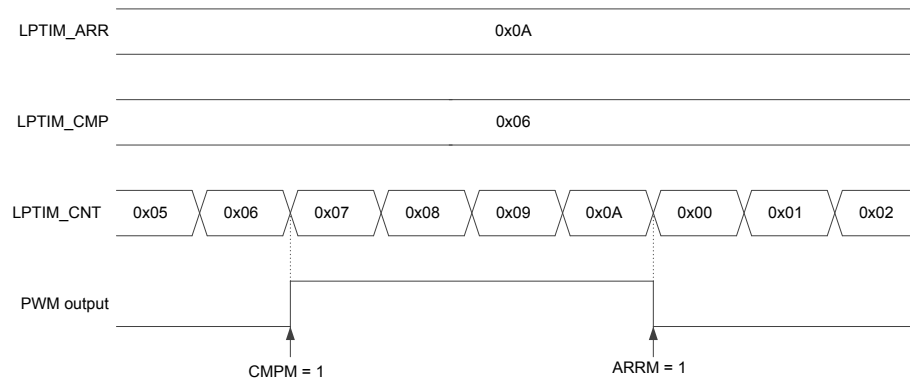 LPTIM_ARR 0x0A
LPTIM_CMP 0x06
LPTIM_CNT 0x05 0x06 0x07 0x08 0x09 0x0A 0x00 0x01 0x02
PWM output
CMPM = 1 ARRM = 1